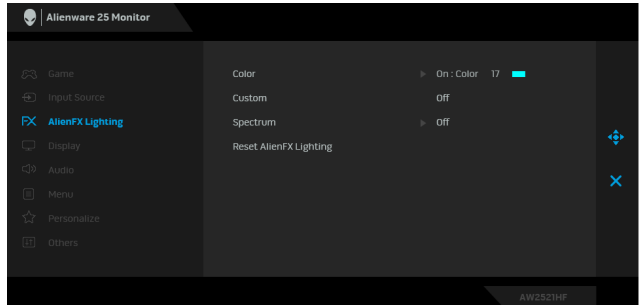 Alienware 25 Monitor
Game
Input Source
FX AlienFX Lighting
Display
Audio
Menu
Personalize
Others
Color On : Color 17
Custom Off
Spectrum Off
Reset AlienFX Lighting
AW2521HF